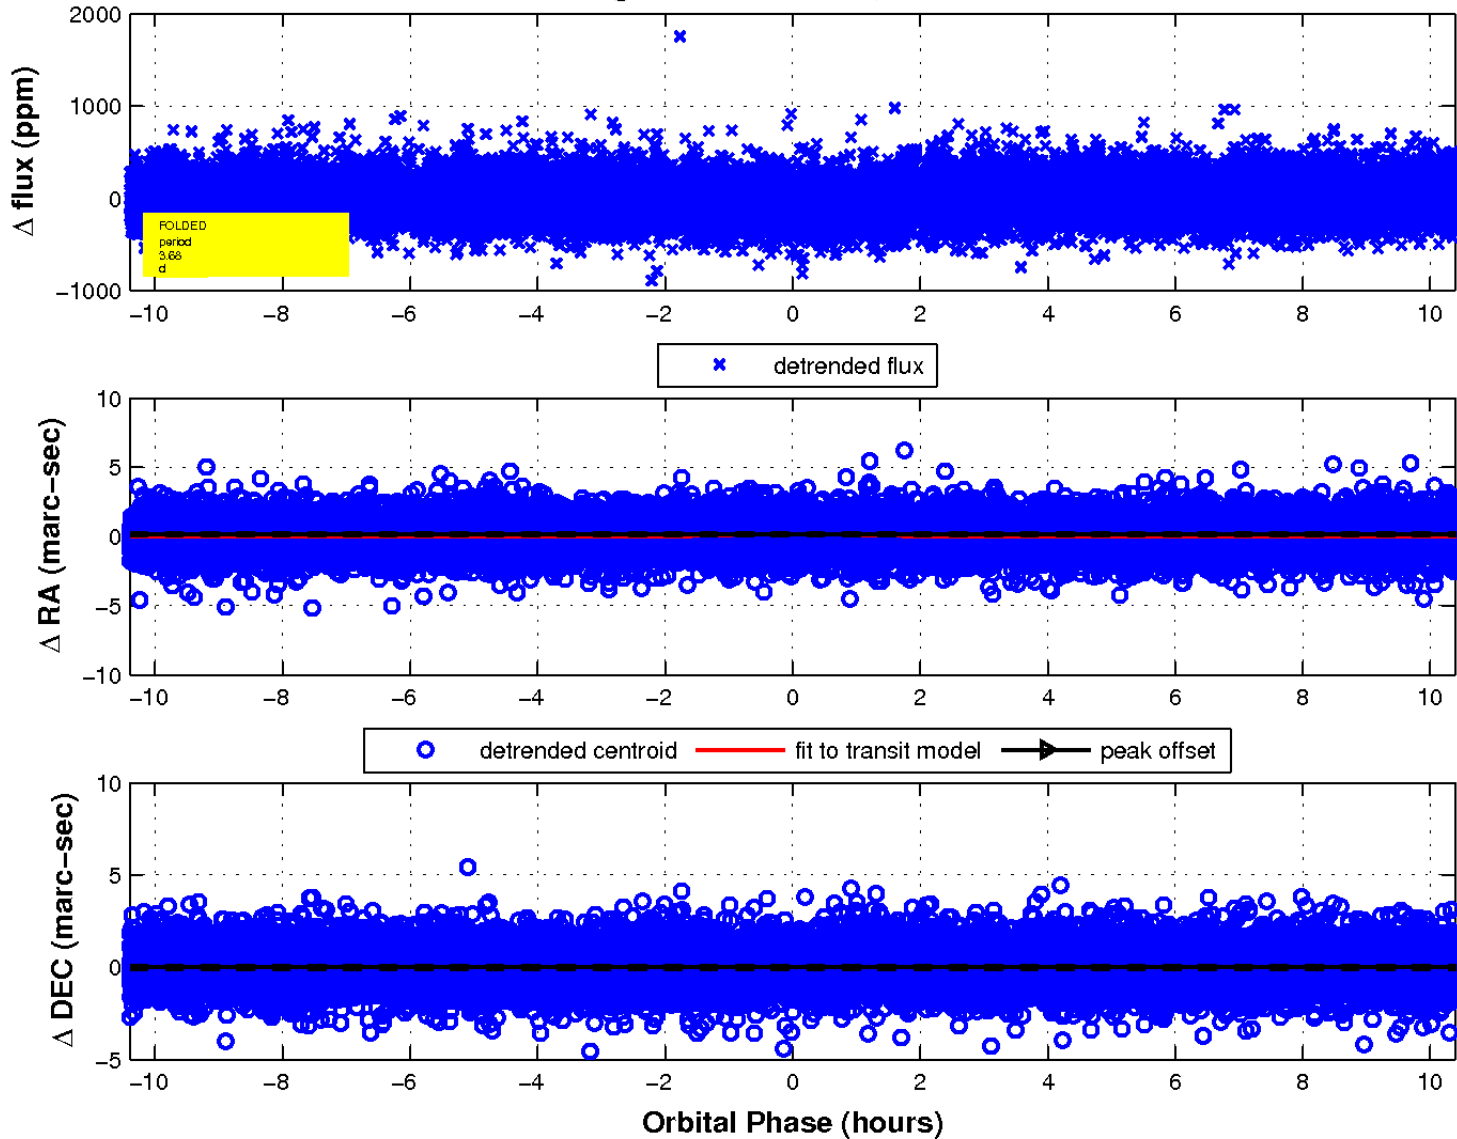 2000
1000
0
−1000
Δ flux (ppm)
FOLDED
period
3.68
d
−10 −8 −6 −4 −2 0 2 4 6 8 10
detrended flux
10
5
0
−5
−10
Δ RA (marc−sec)
−10 −8 −6 −4 −2 0 2 4 6 8 10
detrended centroid fit to transit model peak offset
10
5
0
−5
Δ DEC (marc−sec)
−10 −8 −6 −4 −2 0 2 4 6 8 10
Orbital Phase (hours)